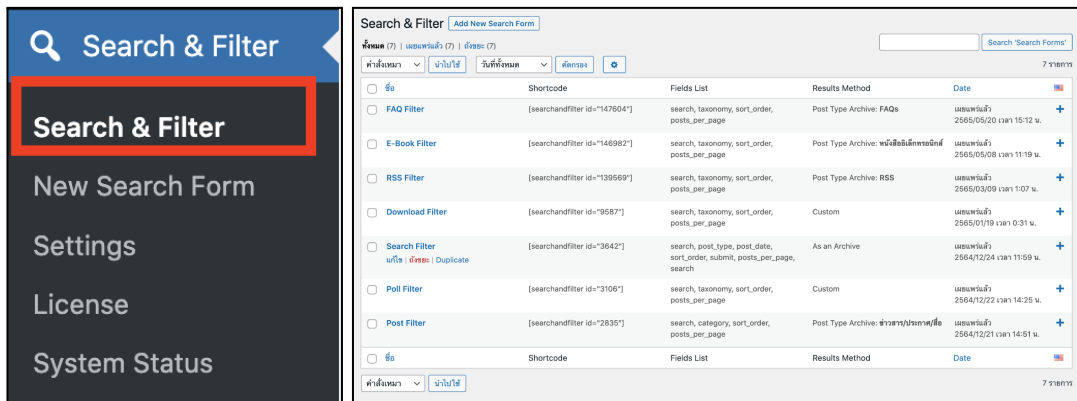 Search & Filter
Search & Filter
New Search Form
Settings
License
System Status
Search & Filter Add New Search Form
ทั้งหมด (7) | เผยแพร่แล้ว (7) | ถังขยะ (7)
Search 'Search Forms'
คำสั่งเหมา นำไปใช้ วันที่ทั้งหมด คัดกรอง
7 รายการ
ชื่อ Shortcode Fields List Results Method Date
FAQ Filter [searchandfilter id="147604"] search, taxonomy, sort_order, Post Type Archive: FAQs เผยแพร่แล้ว
posts_per_page 2565/05/20 เวลา 15:12 น.
E-Book Filter [searchandfilter id="146982"] search, taxonomy, sort_order, Post Type Archive: หนังสืออิเล็กทรอนิกส์ เผยแพร่แล้ว
posts_per_page 2565/05/08 เวลา 11:19 น.
RSS Filter [searchandfilter id="139569"] search, taxonomy, sort_order, Post Type Archive: RSS เผยแพร่แล้ว
posts_per_page 2565/03/09 เวลา 1:07 น.
Download Filter [searchandfilter id="9587"] search, taxonomy, sort_order, Custom เผยแพร่แล้ว
posts_per_page 2565/01/19 เวลา 0:31 น.
Search Filter [searchandfilter id="3642"] search, post_type, post_date, As an Archive เผยแพร่แล้ว
แก้ไข | ถังขยะ | Duplicate sort_order, submit, posts_per_page, 2564/12/24 เวลา 11:59 น.
search
Poll Filter [searchandfilter id="3106"] search, taxonomy, sort_order, Custom เผยแพร่แล้ว
posts_per_page 2564/12/22 เวลา 14:25 น.
Post Filter [searchandfilter id="2835"] search, category, sort_order, Post Type Archive: ข่าวสาร/ประกาศ/สื่อ เผยแพร่แล้ว
posts_per_page 2564/12/21 เวลา 14:51 น.
ชื่อ Shortcode Fields List Results Method Date
คำสั่งเหมา นำไปใช้ 7 รายการ